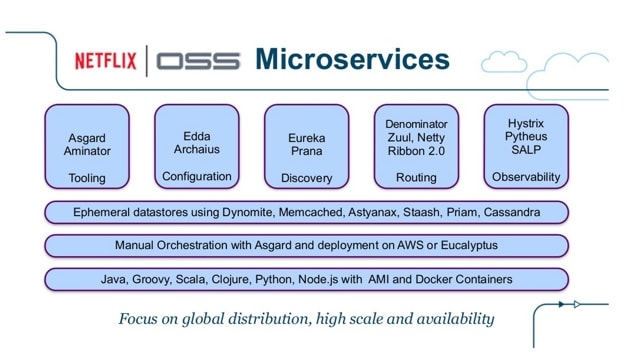 NETFLIX OSS Microservices
Asgard
Aminator
Tooling
Edda
Archaius
Configuration
Eureka
Prana
Discovery
Denominator
Zuul, Netty
Ribbon 2.0
Routing
Hystrix
Pytheus
SALP
Observability
Ephemeral datastores using Dynomite, Memcached, Astyanax, Staash, Priam, Cassandra
Manual Orchestration with Asgard and deployment on AWS or Eucalyptus
Java, Groovy, Scala, Clojure, Python, Node.js with AMI and Docker Containers
Focus on global distribution, high scale and availability